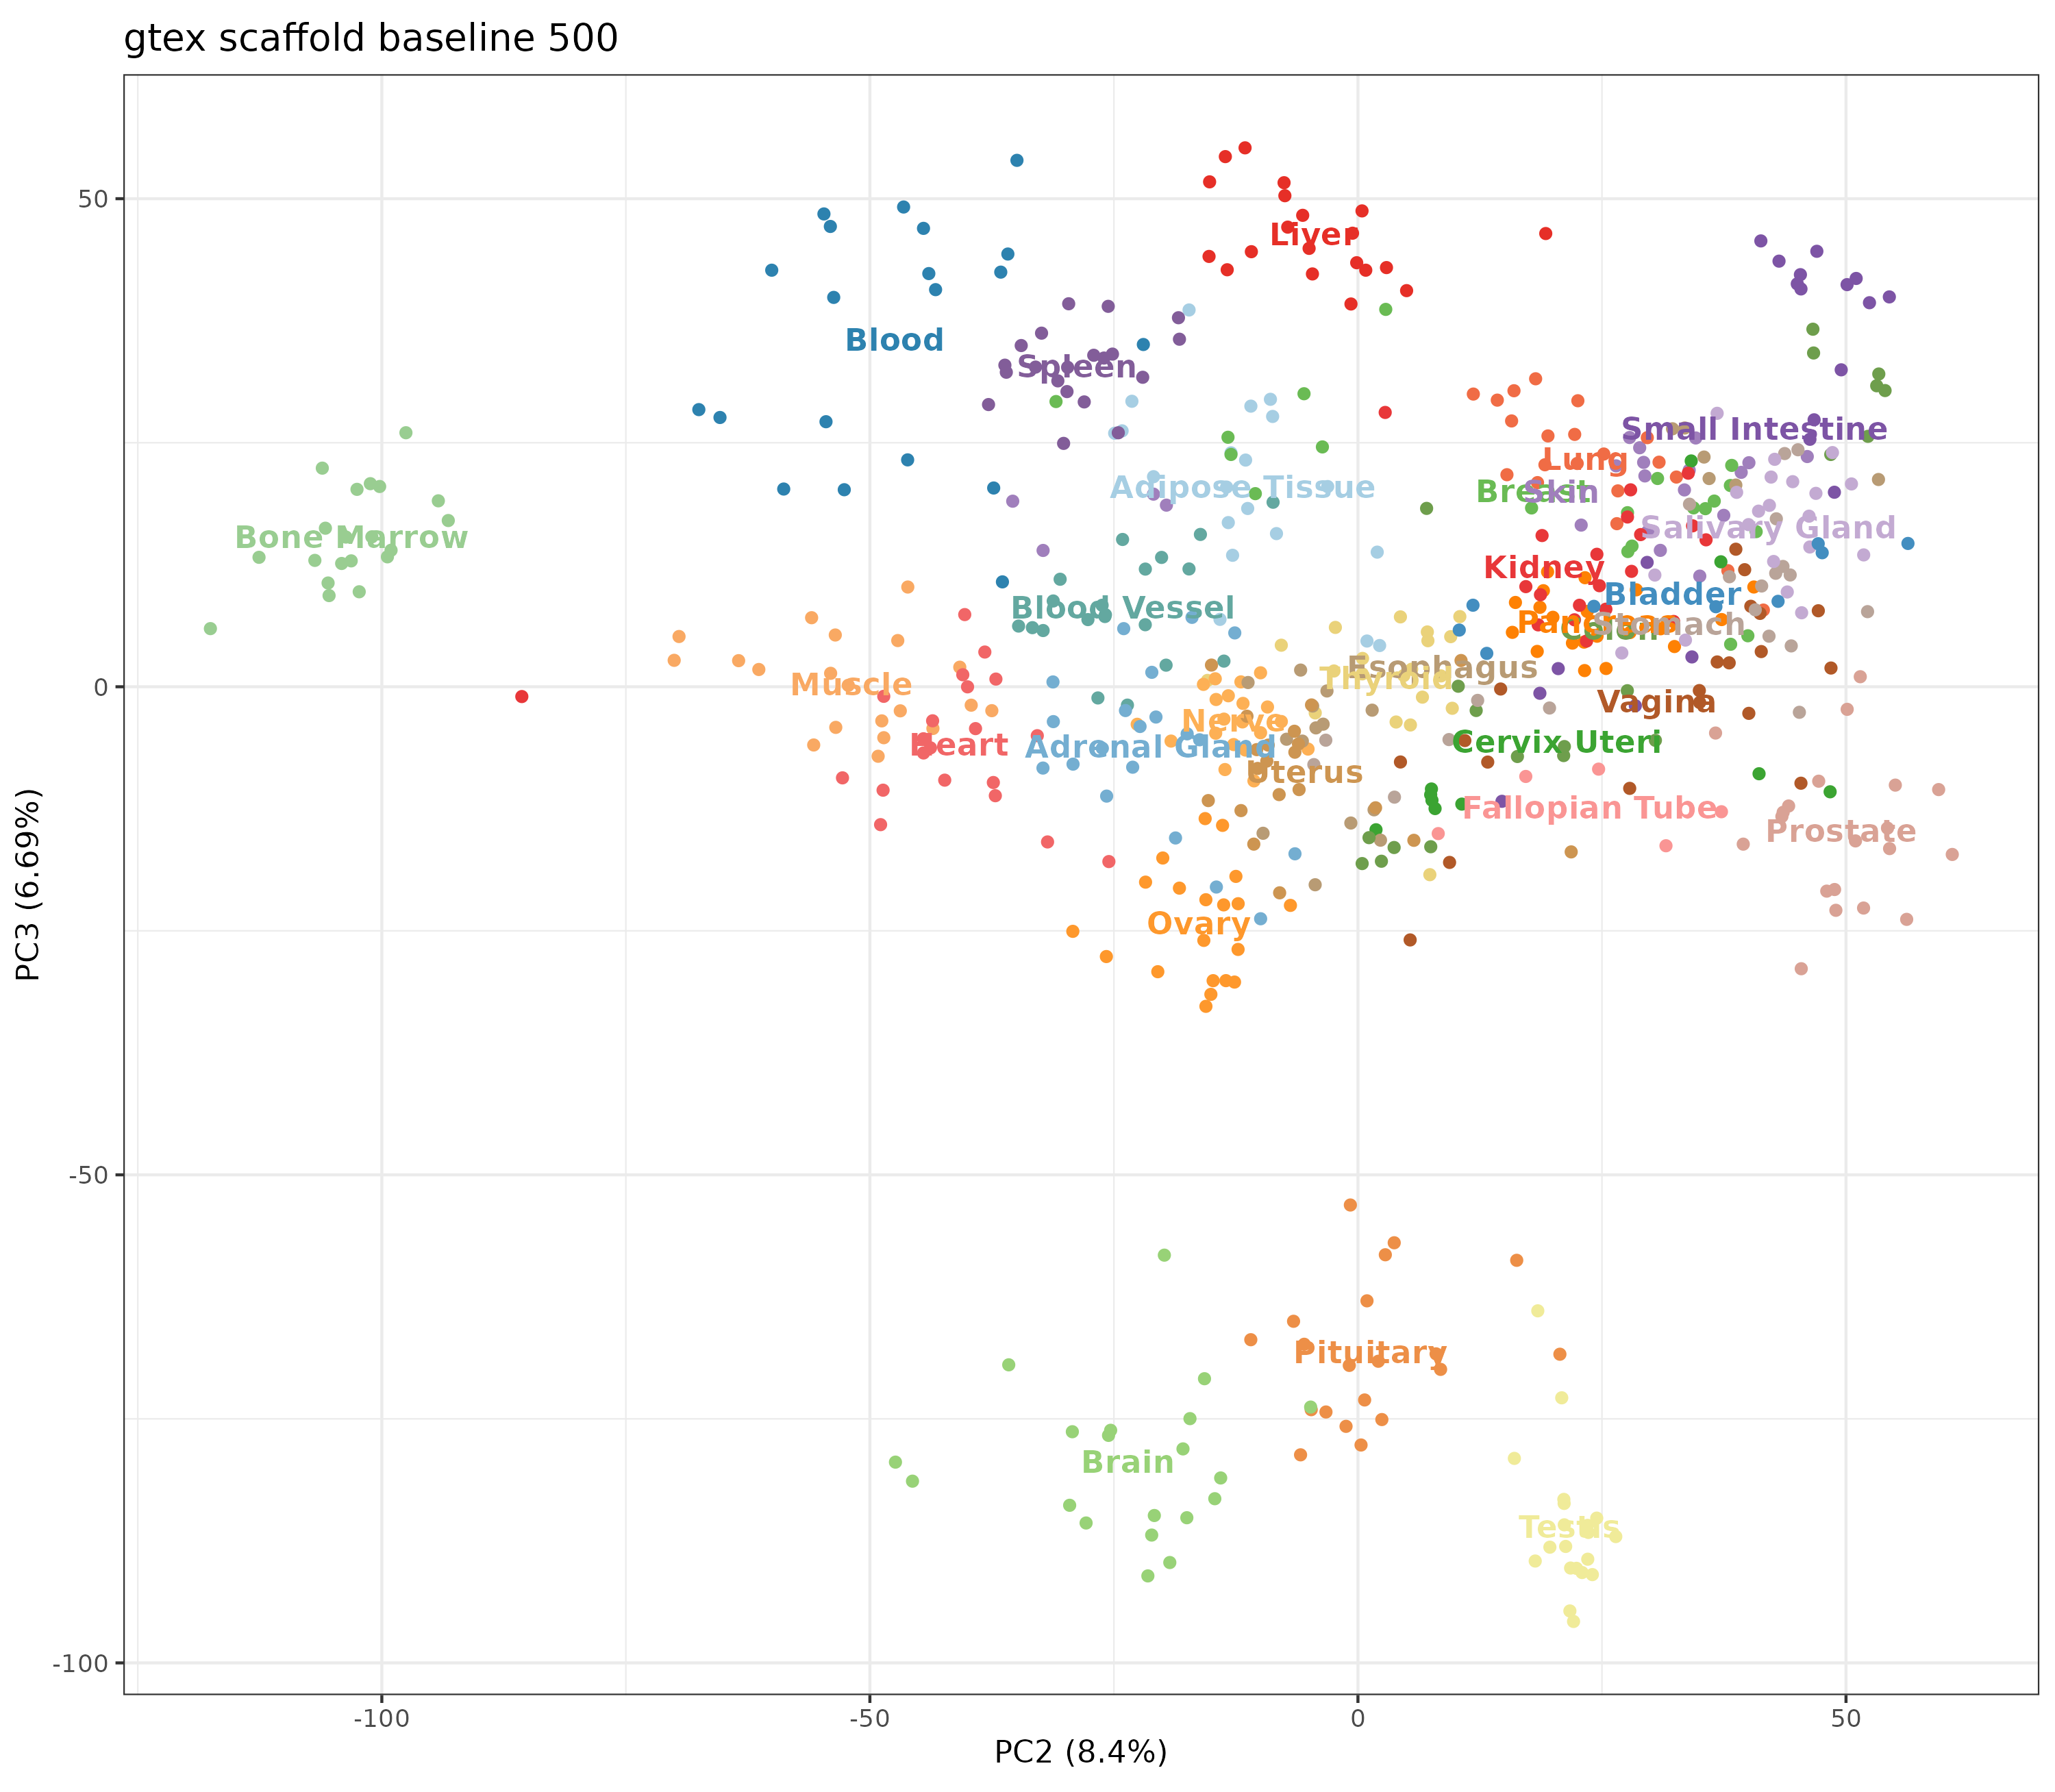 gtex scaffold baseline 500
50
0
-50
-100
PC3 (6.69%)
Liver
Blood
Spleen
Small Intestine
Lung
Adipose Tissue
Breast
Skin
Salivary Gland
Bone Marrow
Kidney
Bladder
Blood Vessel
Pancreas
Colon
Stomach
Esophagus
Thyroid
Muscle
Vagina
Nerve
Heart
Adrenal Gland
Cervix Uteri
Uterus
Fallopian Tube
Prostate
Ovary
Pituitary
Brain
Testis
-100
-50
0
50
PC2 (8.4%)